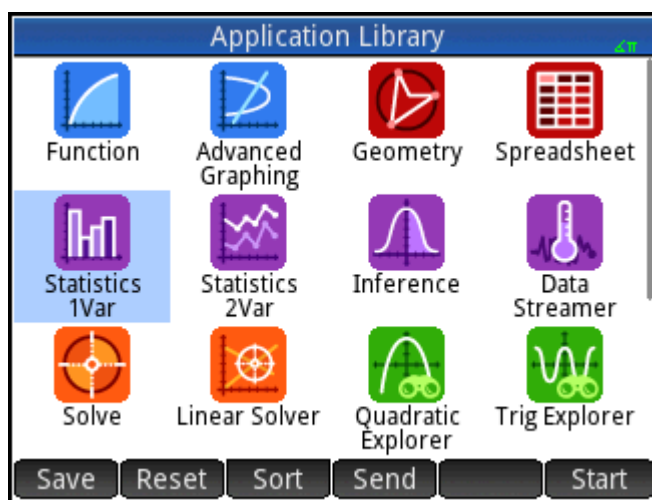 Application Library
∡π
Function
Advanced
Graphing
Geometry
Spreadsheet
Statistics
1Var
Statistics
2Var
Inference
Data
Streamer
Solve
Linear Solver
Quadratic
Explorer
Trig Explorer
Save Reset Sort Send Start